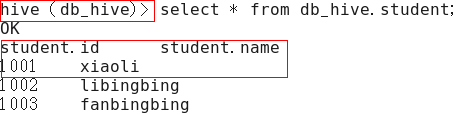 hive (db_hive)> select * from db_hive.student;
OK
student.id student.name
1001 xiaoli
1002 libingbing
1003 fanbingbing